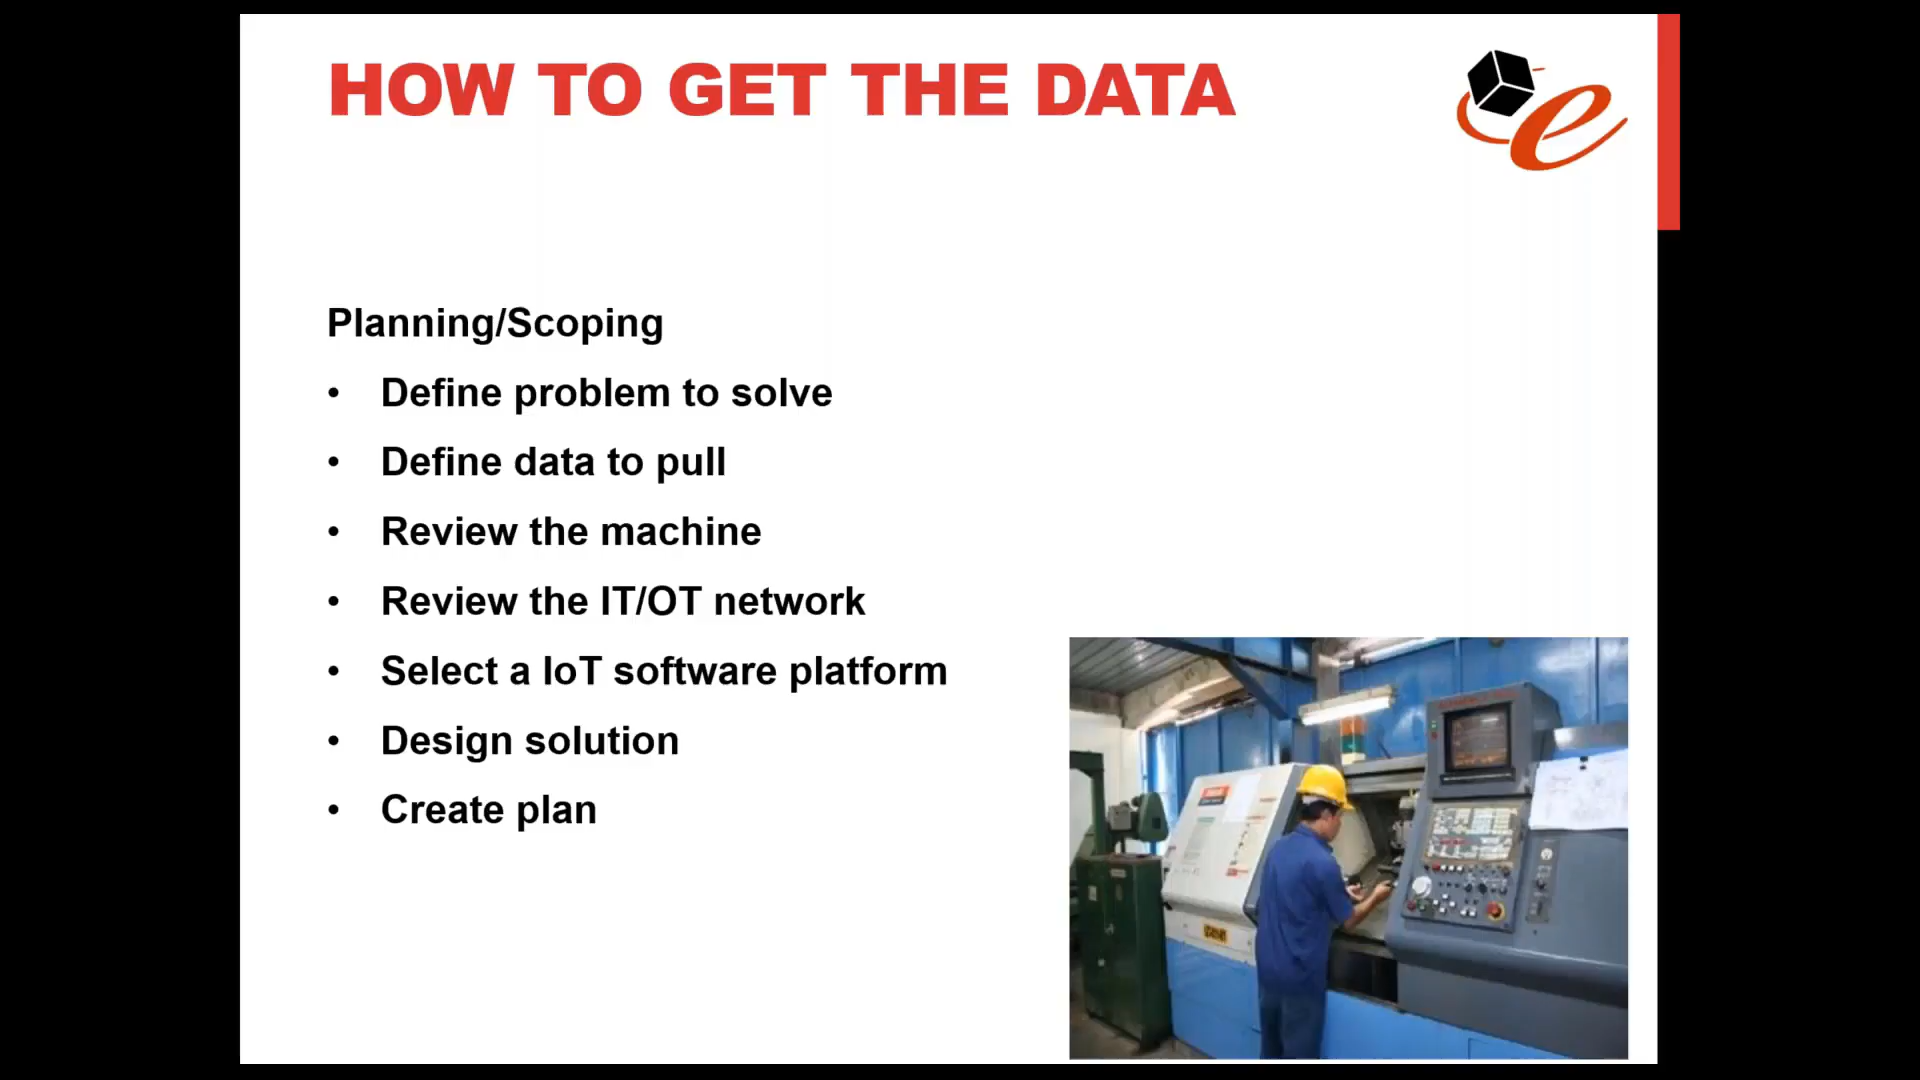 HOW TO GET THE DATA
Planning/Scoping
• Define problem to solve
• Define data to pull
• Review the machine
• Review the IT/OT network
• Select a IoT software platform
• Design solution
• Create plan